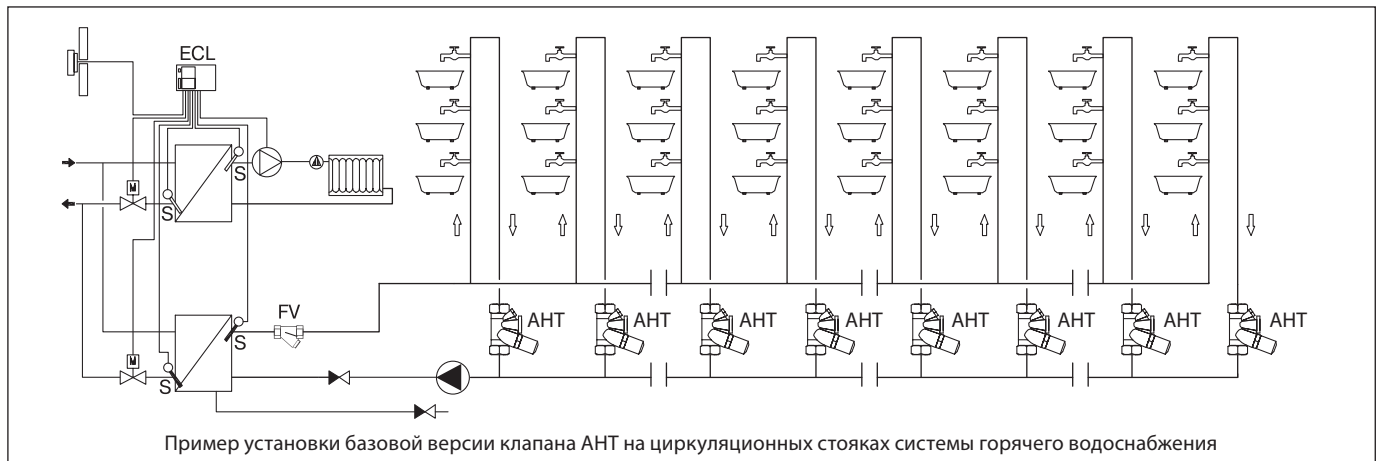 ECL
M
S
S
M
S
S
FV
АНТ
АНТ
АНТ
АНТ
АНТ
АНТ
АНТ
АНТ
Пример установки базовой версии клапана АНТ на циркуляционных стояках системы горячего водоснабжения